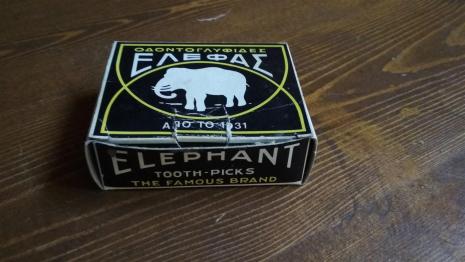 ΟΔΟΝΤΟΓΛΥΦΙΔΕΣ
ΕΛΕΦΑΣ
ΑΠΟ ΤΟ 1931
ELEPHANT
TOOTH-PICKS
THE FAMOUS BRAND